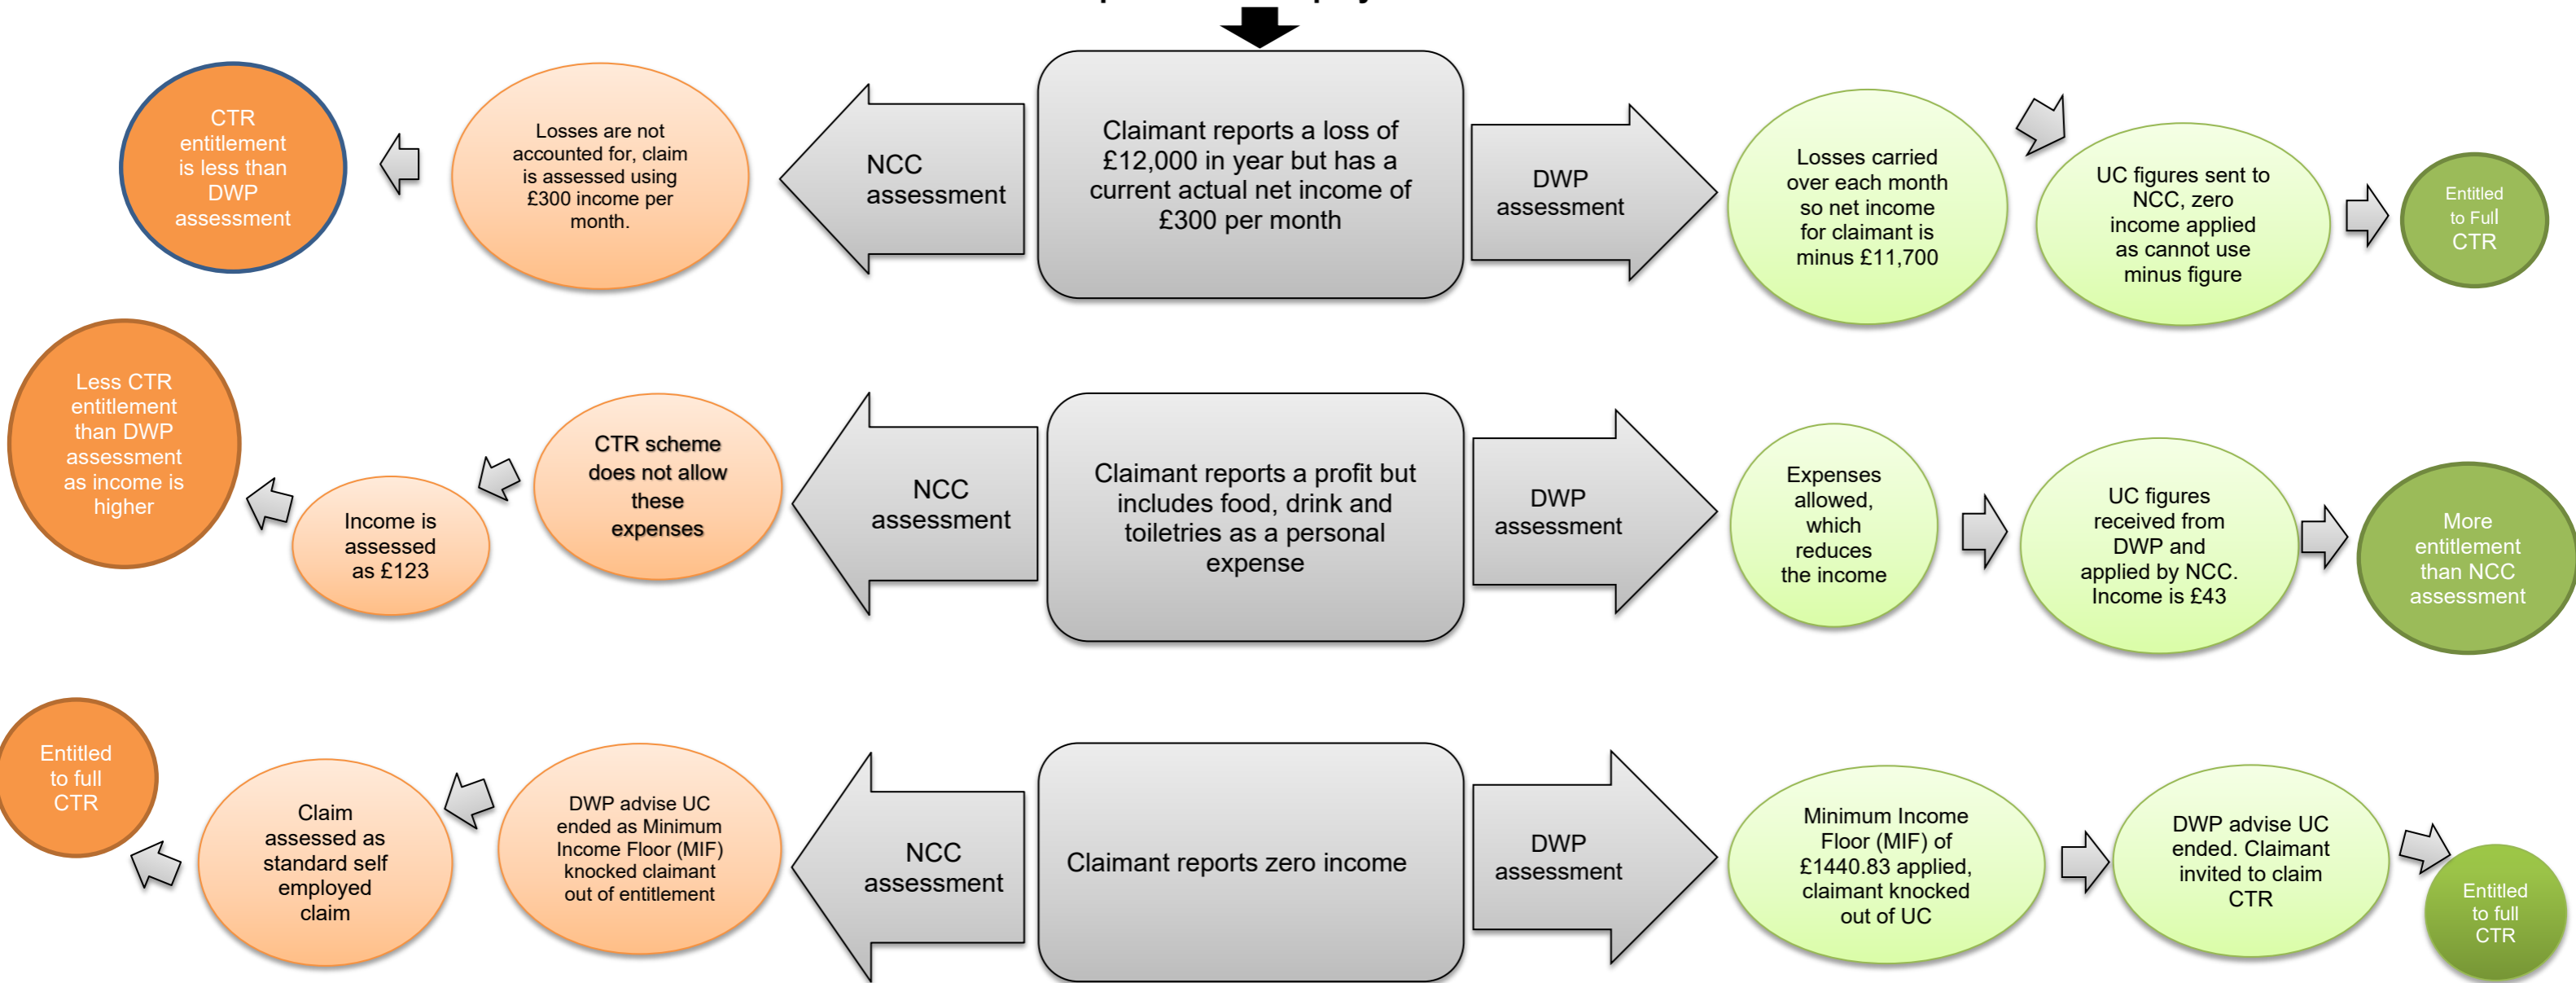 CTR
entitlement
is less than
DWP
assessment
Losses are not
accounted for, claim
is assessed using
£300 income per
month.
NCC
assessment
Claimant reports a loss of
£12,000 in year but has a
current actual net income of
£300 per month
DWP
assessment
Losses carried
over each month
so net income
for claimant is
minus £11,700
UC figures sent to
NCC, zero
income applied
as cannot use
minus figure
Entitled
to Full
CTR
Less CTR
entitlement
than DWP
assessment
as income is
higher
Income is
assessed
as £123
CTR scheme
does not allow
these
expenses
NCC
assessment
Claimant reports a profit but
includes food, drink and
toiletries as a personal
expense
DWP
assessment
Expenses
allowed,
which
reduces
the income
UC figures
received from
DWP and
applied by NCC.
Income is £43
More
entitlement
than NCC
assessment
Entitled
to full
CTR
Claim
assessed as
standard self
employed
claim
DWP advise UC
ended as Minimum
Income Floor (MIF)
knocked claimant
out of entitlement
NCC
assessment
Claimant reports zero income
DWP
assessment
Minimum Income
Floor (MIF) of
£1440.83 applied,
claimant knocked
out of UC
DWP advise UC
ended. Claimant
invited to claim
CTR
Entitled
to full
CTR